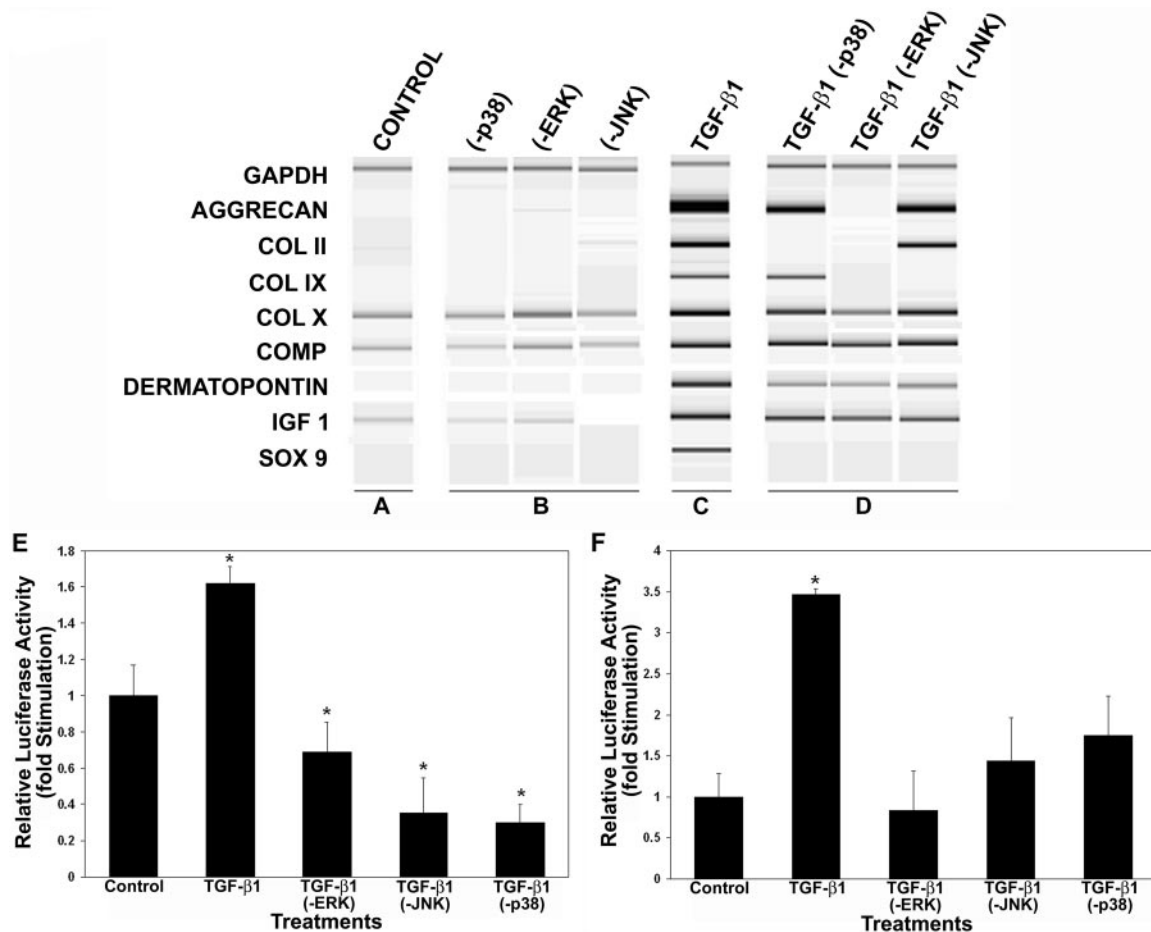 CONTROL
(-p38)
(-ERK)
(-JNK)
TGF-β1
TGF-β1 (-p38)
TGF-β1 (-ERK)
TGF-β1 (-JNK)
GAPDH
AGGRECAN
COL II
COL IX
COL X
COMP
DERMATOPONTIN
IGF 1
SOX 9
A B C D
E
Relative Luciferase Activity
(fold Stimulation)
1.8
1.6
1.4
1.2
1
0.8
0.6
0.4
0.2
0
*
*
*
*
Control TGF-β1 TGF-β1 TGF-β1 TGF-β1
(-ERK) (-JNK) (-p38)
Treatments
F
Relative Luciferase Activity
(fold Stimulation)
4
3.5
3
2.5
2
1.5
1
0.5
0
*
Control TGF-β1 TGF-β1 TGF-β1 TGF-β1
(-ERK) (-JNK) (-p38)
Treatments